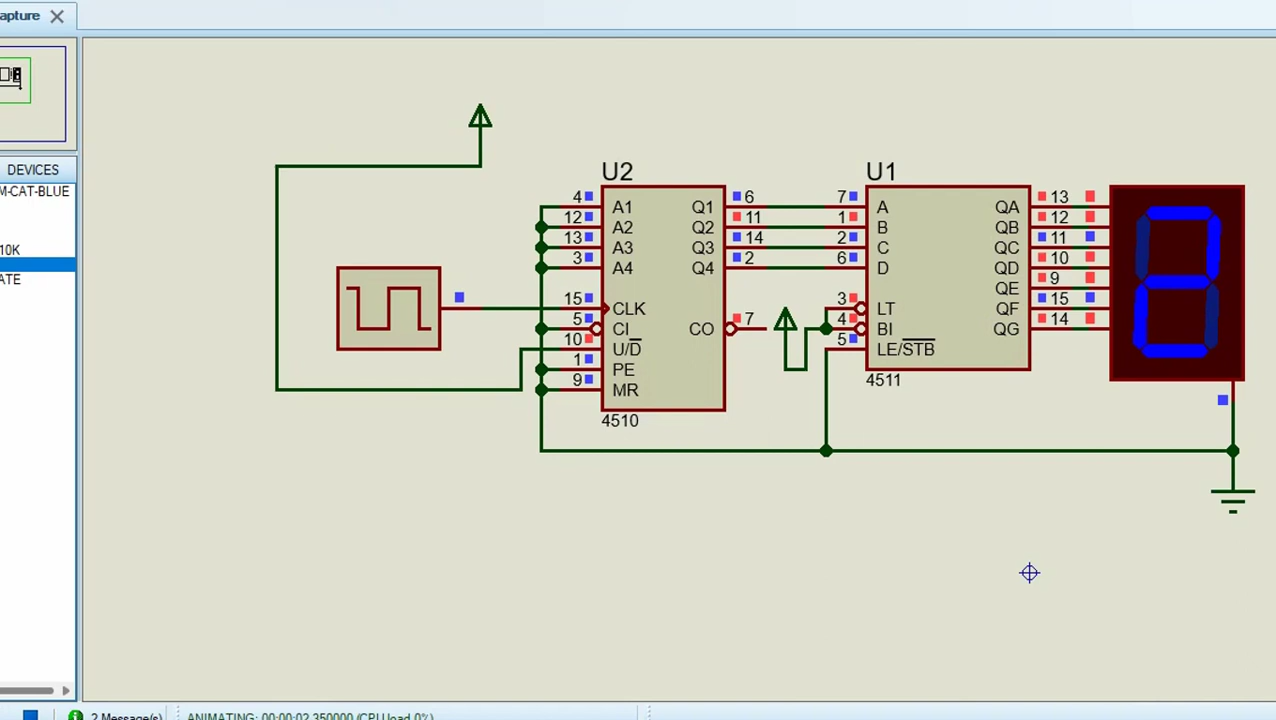 apture
DEVICES
M-CAT-BLUE
10K
ATE
U2
4 A1 Q1 6
12 A2 Q2 11
13 A3 Q3 14
3 A4 Q4 2
15 CLK
5 CI CO 7
10 U/D
1 PE
9 MR
4510
U1
7 A QA 13
1 B QB 12
2 C QC 11
6 D QD 10
QE 9
3 LT QF 15
4 BI QG 14
5 LE/STB
4511
2
2 Message(s) ANIMATING: 00:00:02.350000 (CPU load 0%)